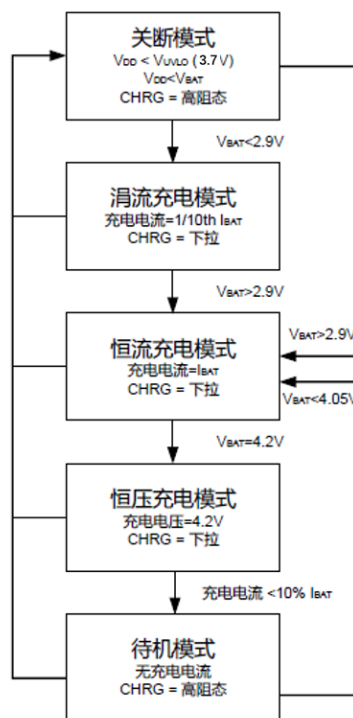 关断模式
VDD < VUVLO (3.7V)
VDD<VBAT
CHRG = 高阻态
VBAT<2.9V
涓流充电模式
充电电流=1/10th IBAT
CHRG = 下拉
VBAT>2.9V
恒流充电模式
充电电流=IBAT
CHRG = 下拉
VBAT>2.9V
VBAT<4.05V
VBAT=4.2V
恒压充电模式
充电电压=4.2V
CHRG = 下拉
充电电流 <10% IBAT
待机模式
无充电电流
CHRG = 高阻态